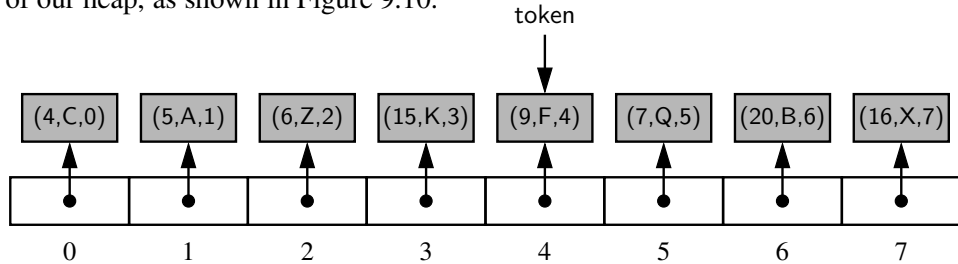 of our heap, as shown in Figure 9.10.
token
(4,C,0) (5,A,1) (6,Z,2) (15,K,3) (9,F,4) (7,Q,5) (20,B,6) (16,X,7)
0 1 2 3 4 5 6 7